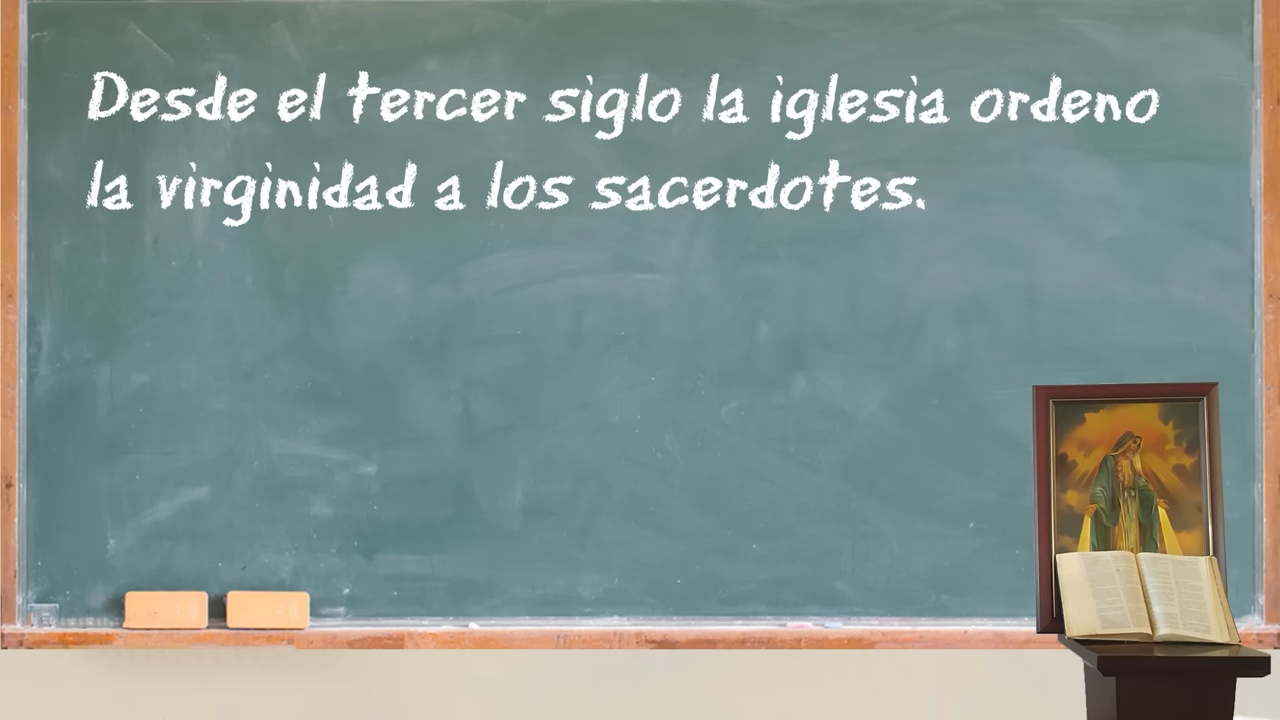 Desde el tercer siglo la iglesia ordeno
la virginidad a los sacerdotes.